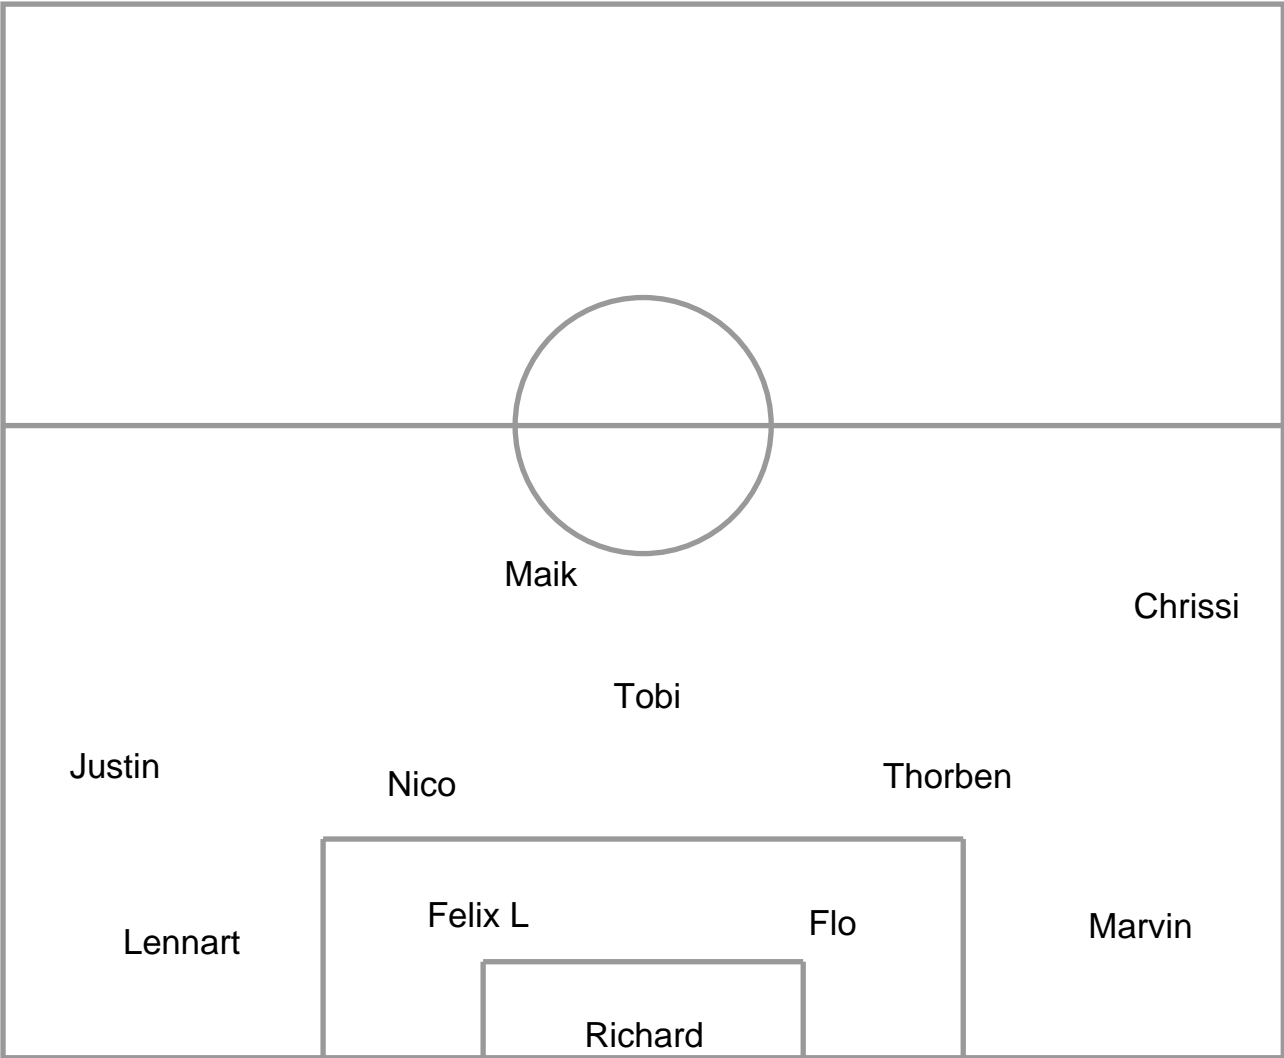 Maik
Chrissi
Tobi
Justin
Nico
Thorben
Felix L
Flo
Marvin
Lennart
Richard